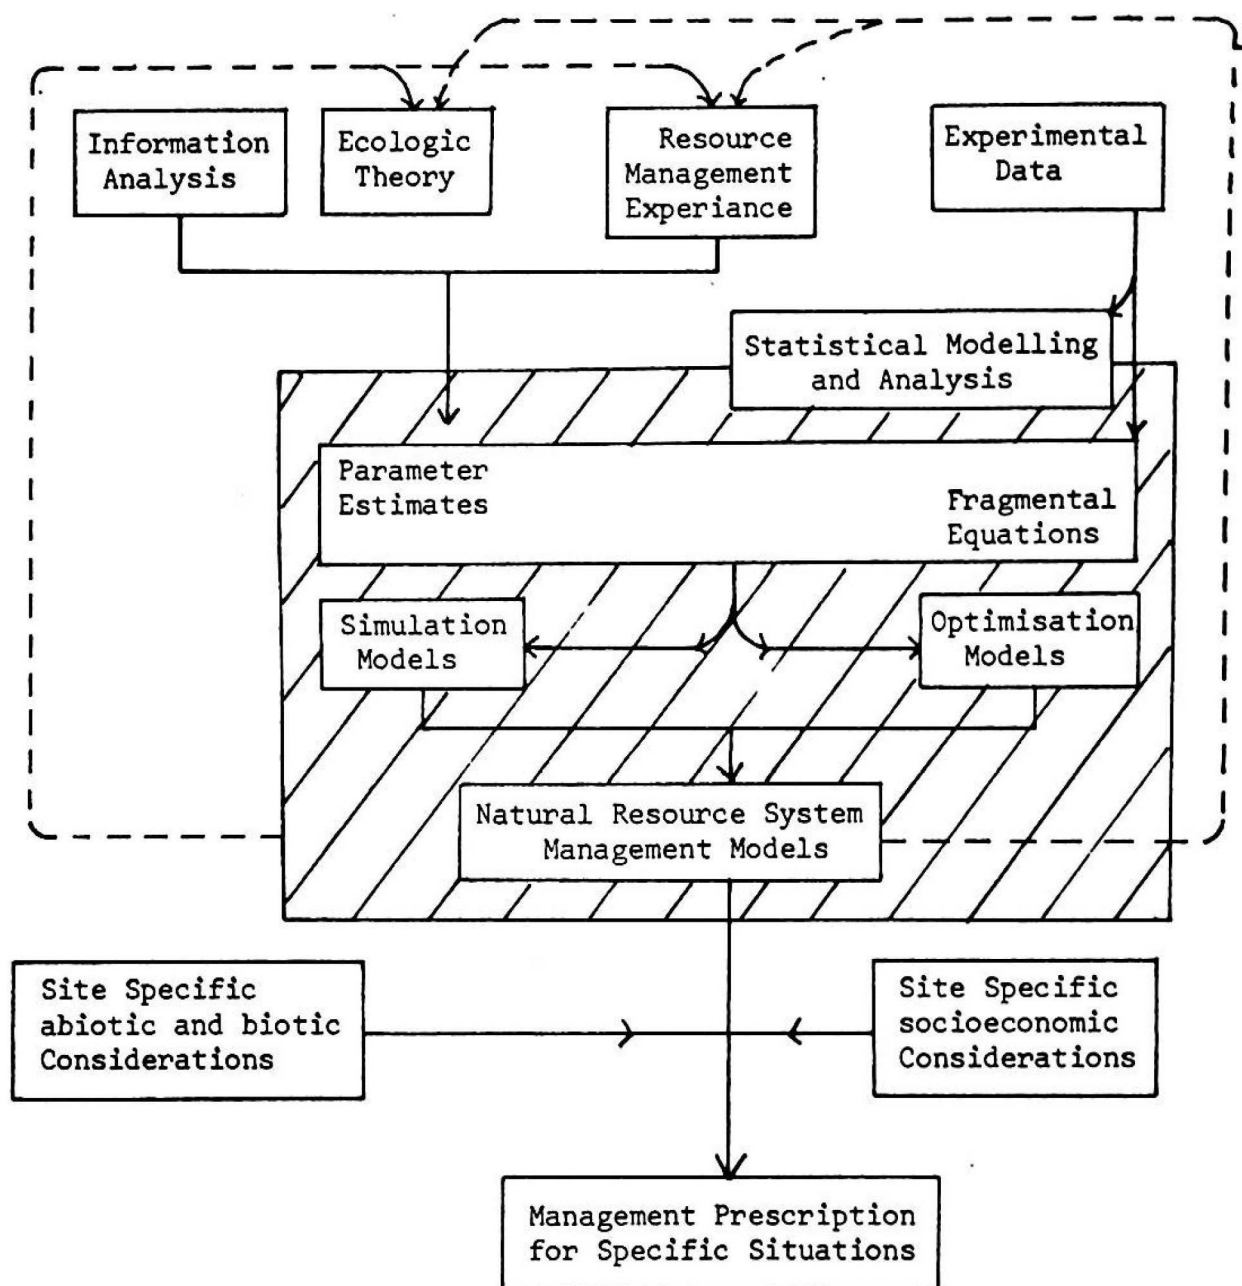 Information
Analysis
Ecologic
Theory
Resource
Management
Experiance
Experimental
Data
Statistical Modelling
and Analysis
Parameter
Estimates
Fragmental
Equations
Simulation
Models
Optimisation
Models
Natural Resource System
Management Models
Site Specific
abiotic and biotic
Considerations
Site Specific
socioeconomic
Considerations
Management Prescription
for Specific Situations